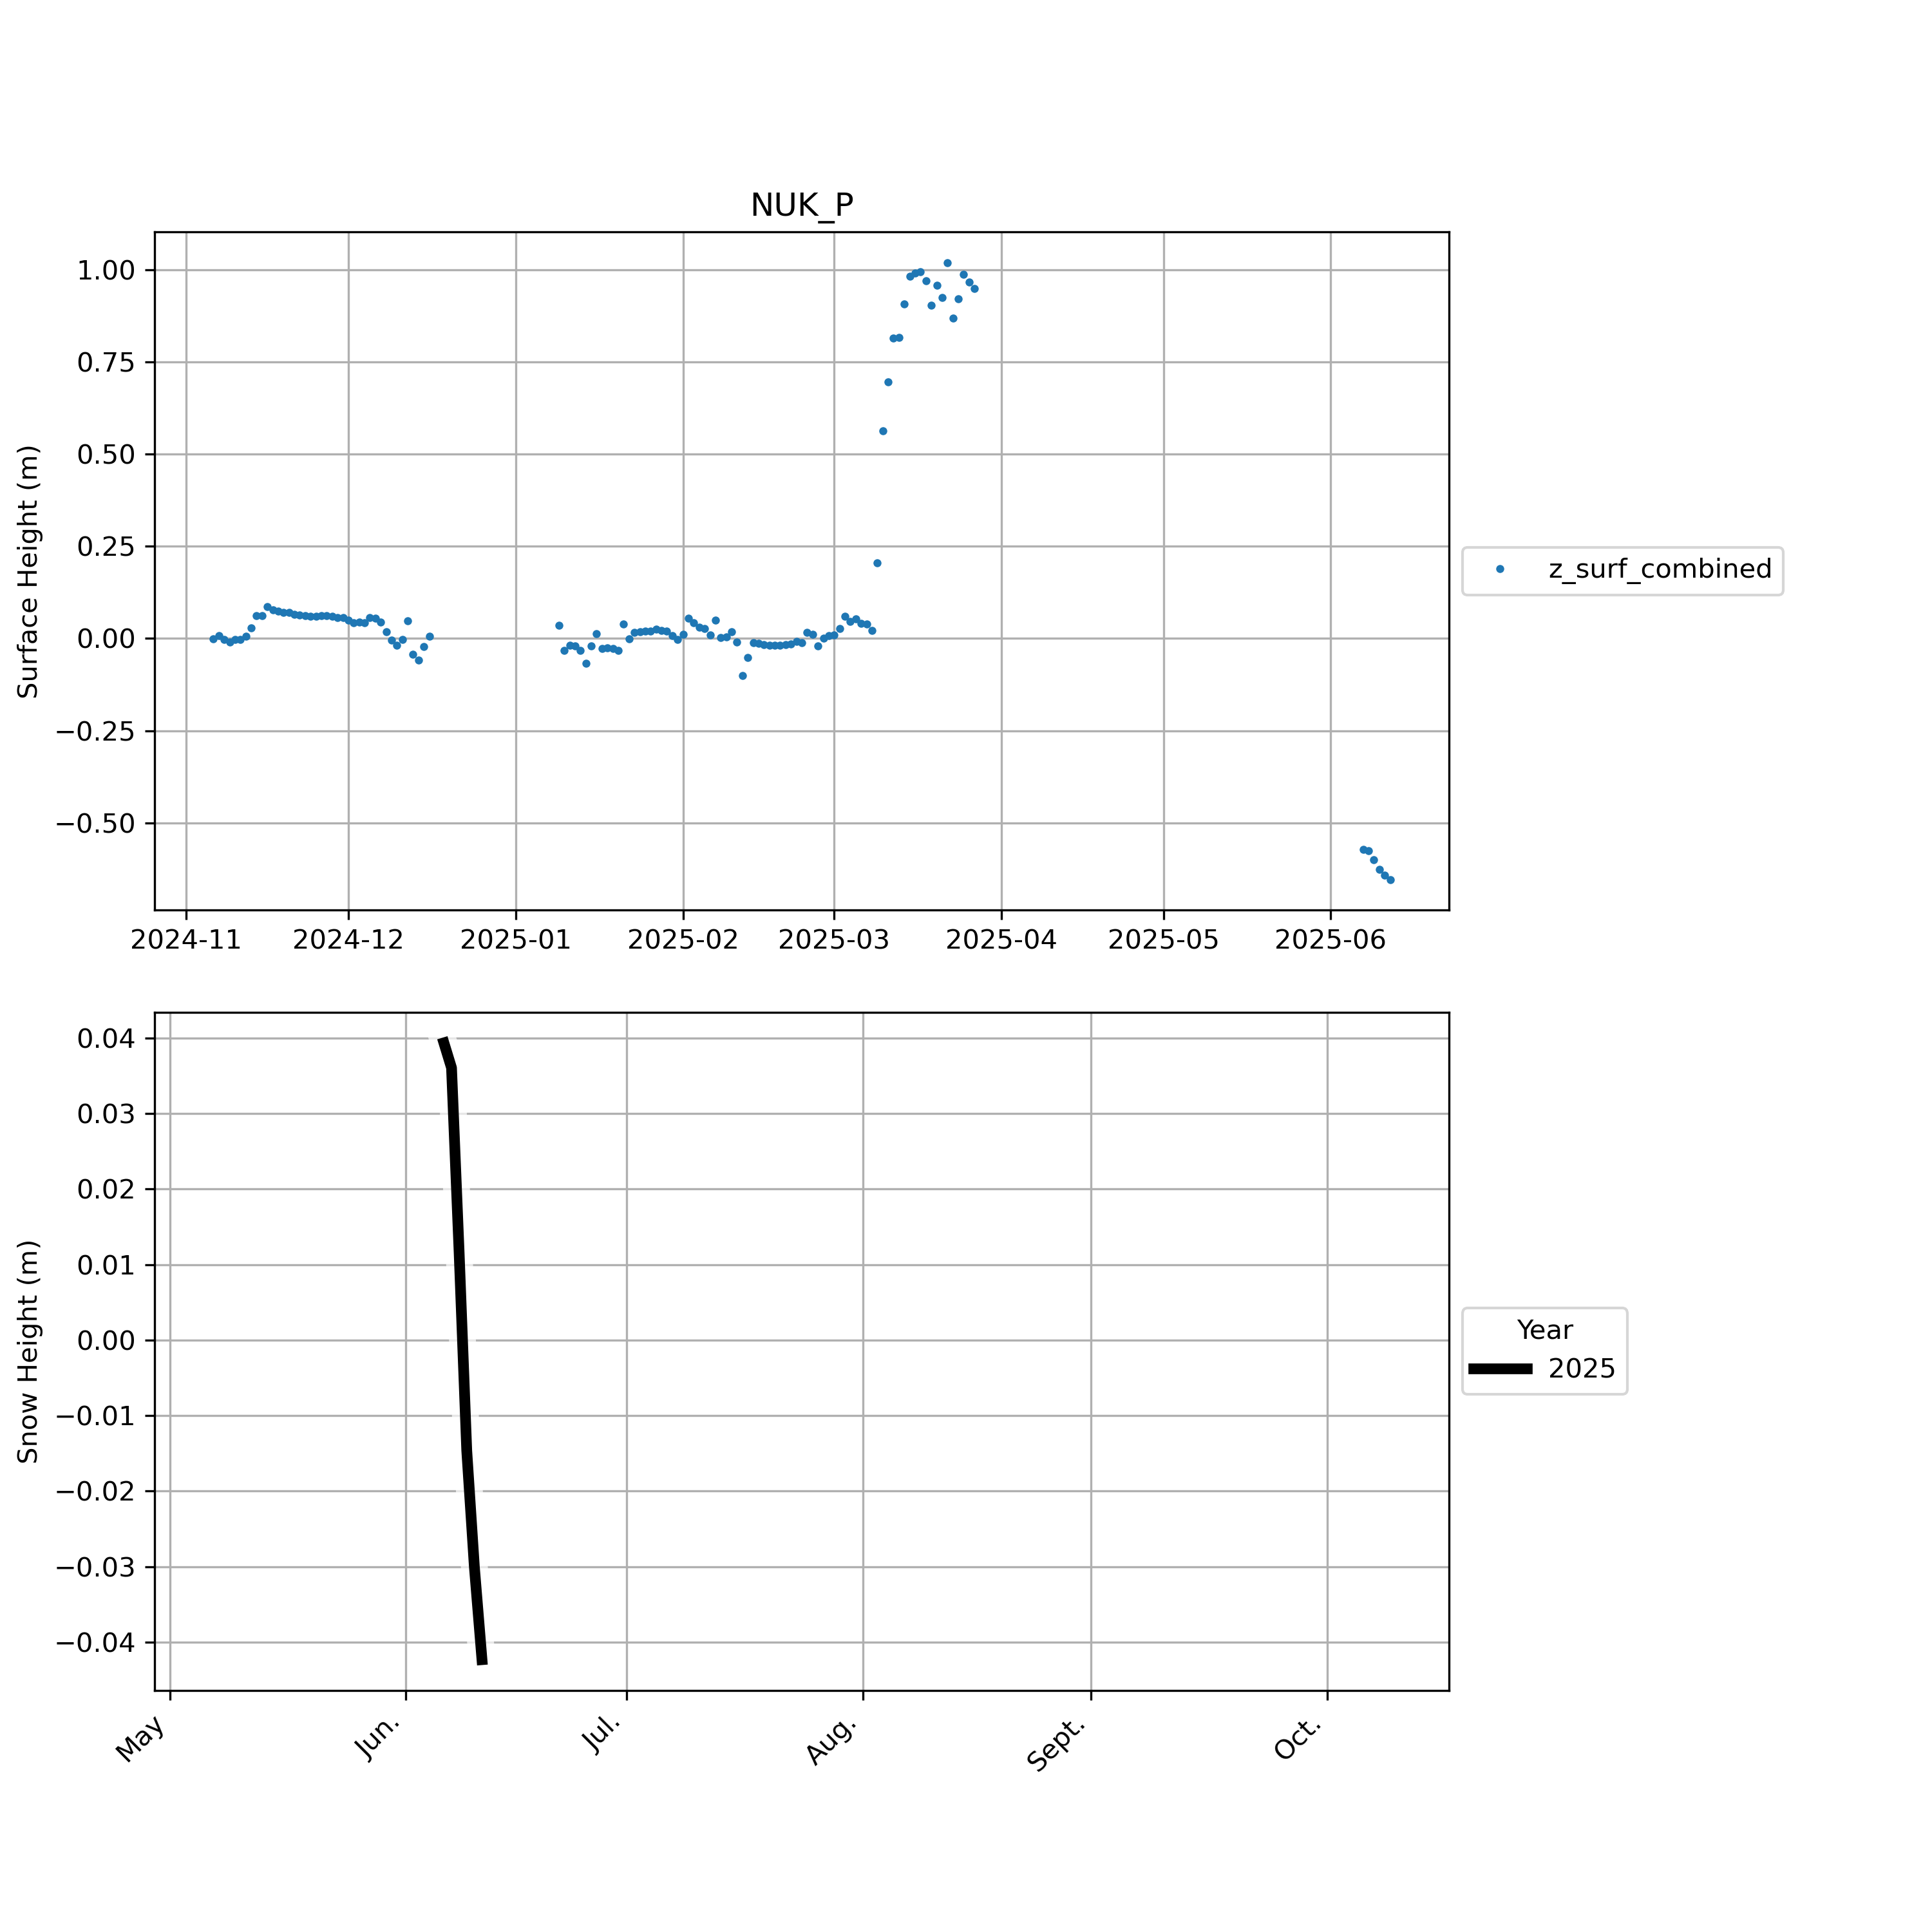 NUK_P
Surface Height (m)
1.00
0.75
0.50
0.25
0.00
−0.25
−0.50
2024-11 2024-12 2025-01 2025-02 2025-03 2025-04 2025-05 2025-06
z_surf_combined
Snow Height (m)
0.04
0.03
0.02
0.01
0.00
−0.01
−0.02
−0.03
−0.04
May Jun. Jul. Aug. Sept. Oct.
Year
2025